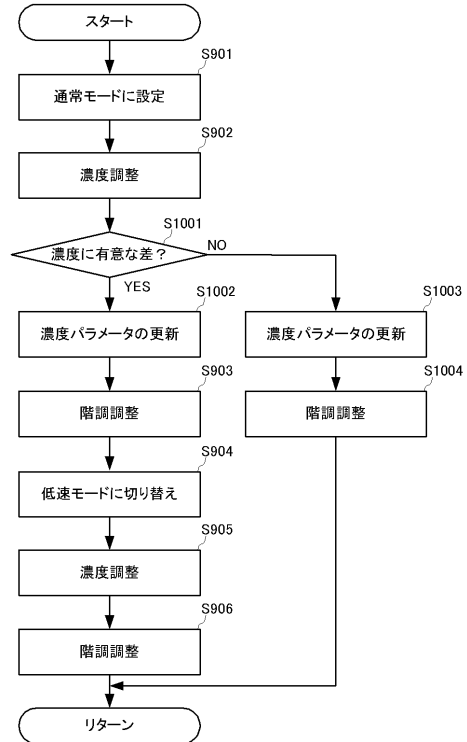 スタート
S901
通常モードに設定
S902
濃度調整
S1001
濃度に有意な差？
NO
YES
S1002
濃度パラメータの更新
S1003
濃度パラメータの更新
S903
階調調整
S1004
階調調整
S904
低速モードに切り替え
S905
濃度調整
S906
階調調整
リターン